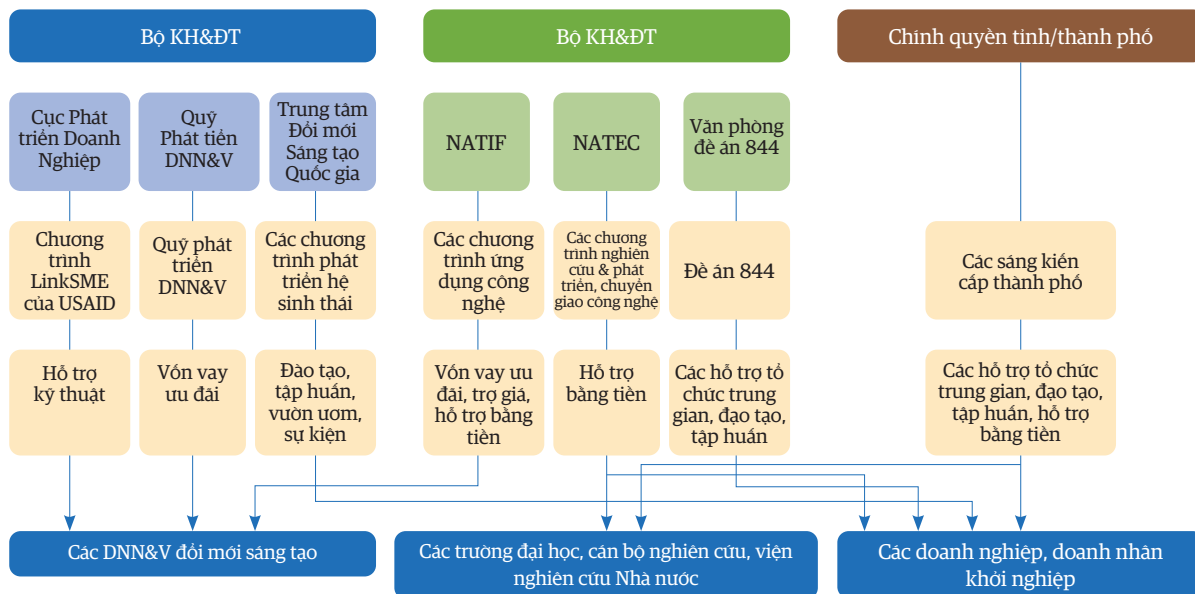 Bộ KH&ĐT
Bộ KH&ĐT
Chính quyền tỉnh/thành phố
Cục Phát
triển Doanh
Nghiệp
Quỹ
Phát tiển
DNN&V
Trung tâm
Đổi mới
Sáng tạo
Quốc gia
NATIF
NATEC
Văn phòng
đề án 844
Chương
trình
LinkSME
của USAID
Quỹ phát
triển
DNN&V
Các chương
trình phát
triển hệ
sinh thái
Các chương
trình ứng
dụng công
nghệ
Các chương
trình nghiên
cứu & phát
triển, chuyển
giao công nghệ
Đề án 844
Các sáng kiến
cấp thành phố
Hỗ trợ
kỹ thuật
Vốn vay
ưu đãi
Đào tạo,
tập huấn,
vườn ươm,
sự kiện
Vốn vay ưu
đãi, trợ giá,
hỗ trợ bằng
tiền
Hỗ trợ
bằng tiền
Các hỗ trợ tổ
chức trung
gian, đạo tạo,
tập huấn
Các hỗ trợ tổ chức
trung gian, đạo tạo,
tập huấn, hỗ trợ
bằng tiền
Các DNN&V đổi mới sáng tạo
Các trường đại học, cán bộ nghiên cứu, viện
nghiên cứu Nhà nước
Các doanh nghiệp, doanh nhân
khởi nghiệp